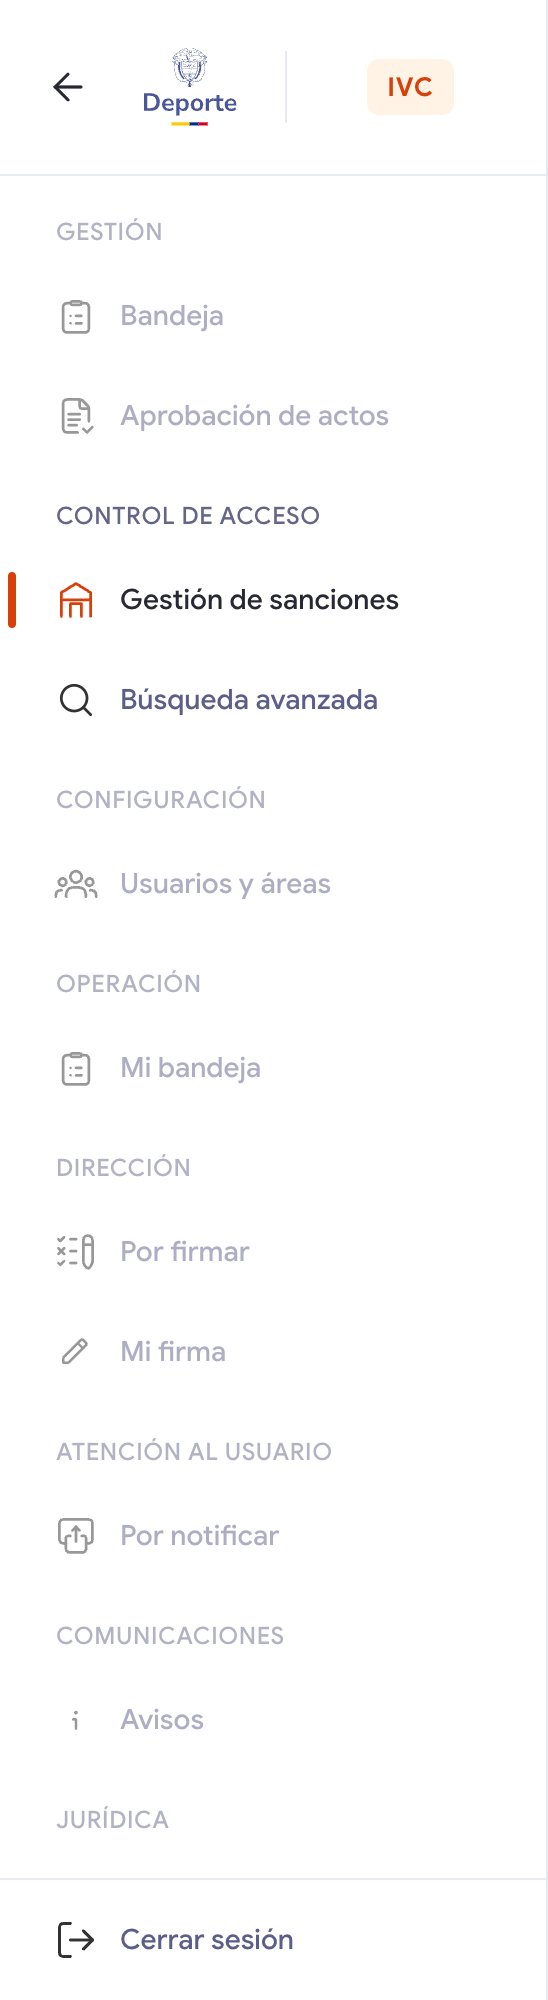 Deporte
IVC
GESTIÓN
Bandeja
Aprobación de actos
CONTROL DE ACCESO
Gestión de sanciones
Búsqueda avanzada
CONFIGURACIÓN
Usuarios y áreas
OPERACIÓN
Mi bandeja
DIRECCIÓN
Por firmar
Mi firma
ATENCIÓN AL USUARIO
Por notificar
COMUNICACIONES
Avisos
JURÍDICA
Cerrar sesión